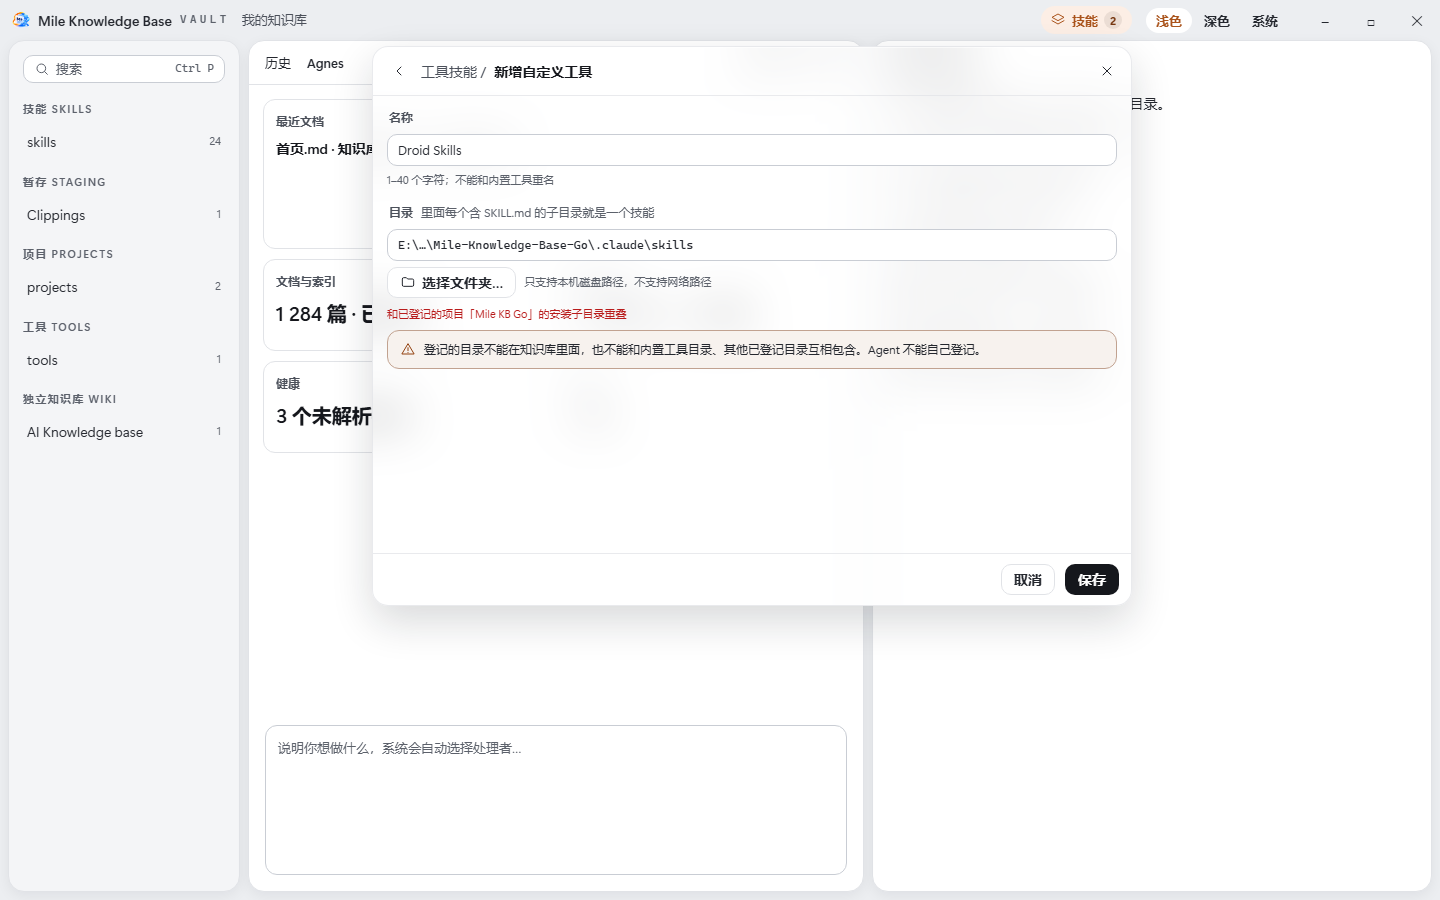 Mile Knowledge Base VAULT 我的知识库
技能 2 浅色 深色 系统
搜索 Ctrl P
技能 SKILLS
skills 24
暂存 STAGING
Clippings 1
项目 PROJECTS
projects 2
工具 TOOLS
tools 1
独立知识库 WIKI
AI Knowledge base 1
历史 Agnes
最近文档
首页.md · 知识库
文档与索引
1 284 篇 · 已
健康
3 个未解析
说明你想做什么，系统会自动选择处理者…
工具技能 / 新增自定义工具
名称
Droid Skills
1–40 个字符；不能和内置工具重名
目录 里面每个含 SKILL.md 的子目录就是一个技能
E:\…\Mile-Knowledge-Base-Go\.claude\skills
选择文件夹… 只支持本机磁盘路径，不支持网络路径
和已登记的项目「Mile KB Go」的安装子目录重叠
登记的目录不能在知识库里面，也不能和内置工具目录、其他已登记目录互相包含。Agent 不能自己登记。
取消 保存
目录。